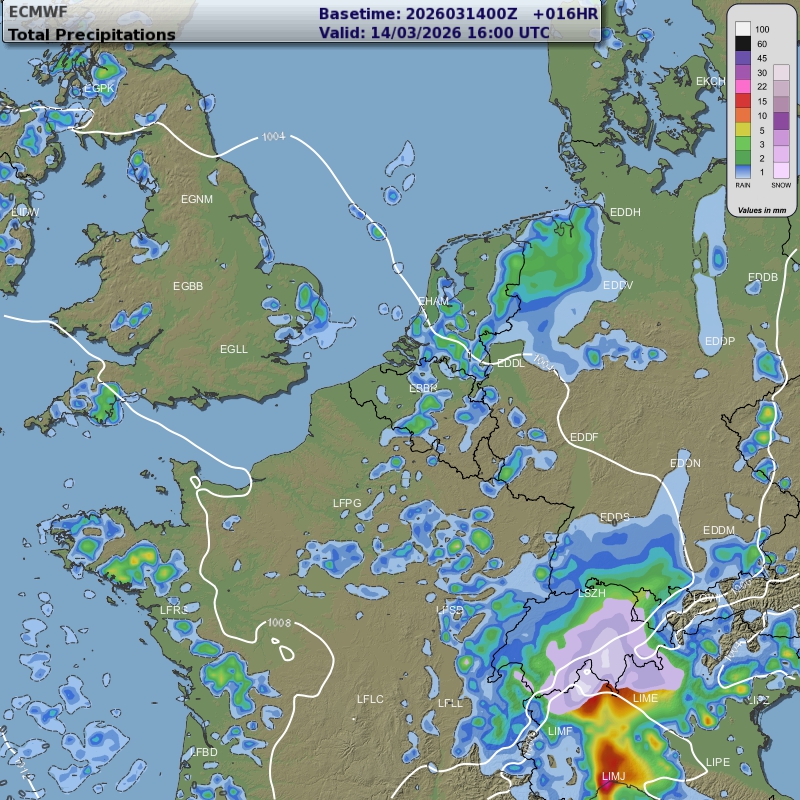 ECMWF
Basetime: 2026031400Z +016HR
Total Precipitations
Valid: 14/03/2026 16:00 UTC
100
60
45
30
22
15
10
5
3
2
1
RAIN SNOW
Values in mm
EGPK
EKCH
1004
EIDW
EGNM
EDDH
EGBB
EDDV
EDDB
EHAM
EGLL
EDDP
EDDL
EBBR
EDDF
EDDN
LFPG
EDDS
EDDM
LSZH
LFRS
1008
LFLC
LFLL
LIME
LIPZ
LIMF
LFBD
LIPE
LIMJ